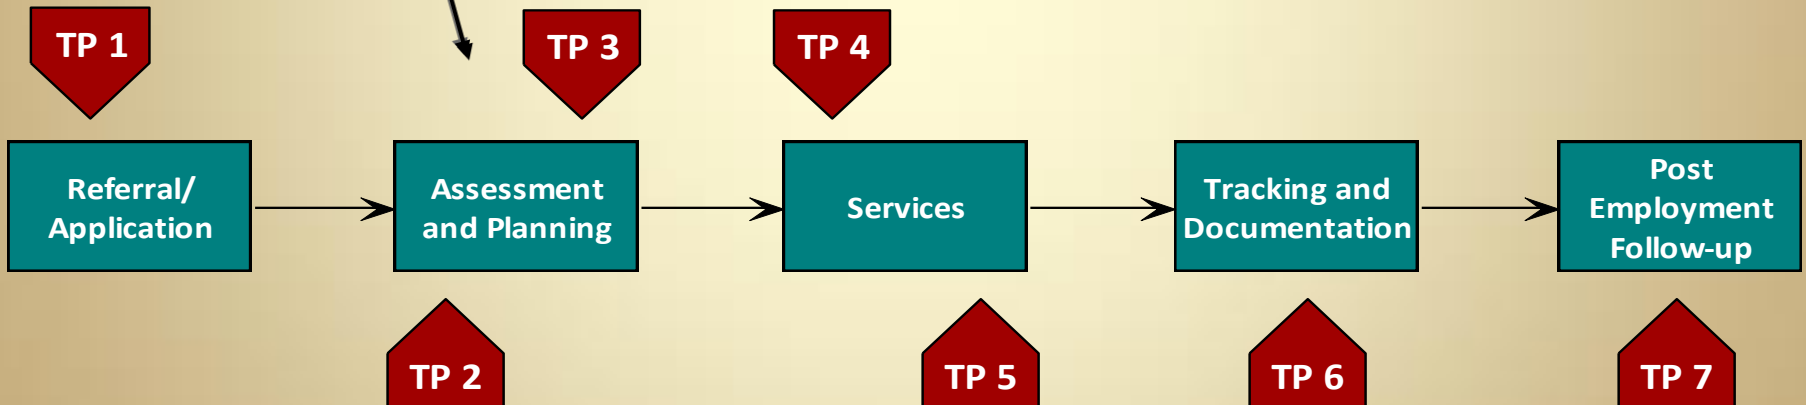 TP 1
TP 3
TP 4
Referral/
Application
Assessment
and Planning
Services
Tracking and
Documentation
Post
Employment
Follow-up
TP 2
TP 5
TP 6
TP 7